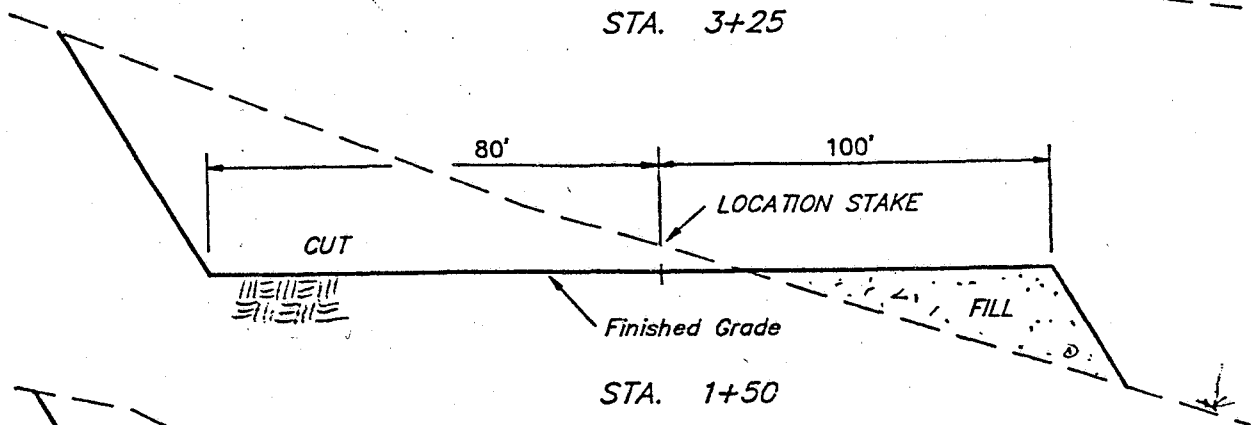 STA. 3+25
80'
100'
LOCATION STAKE
CUT
FILL
Finished Grade
STA. 1+50